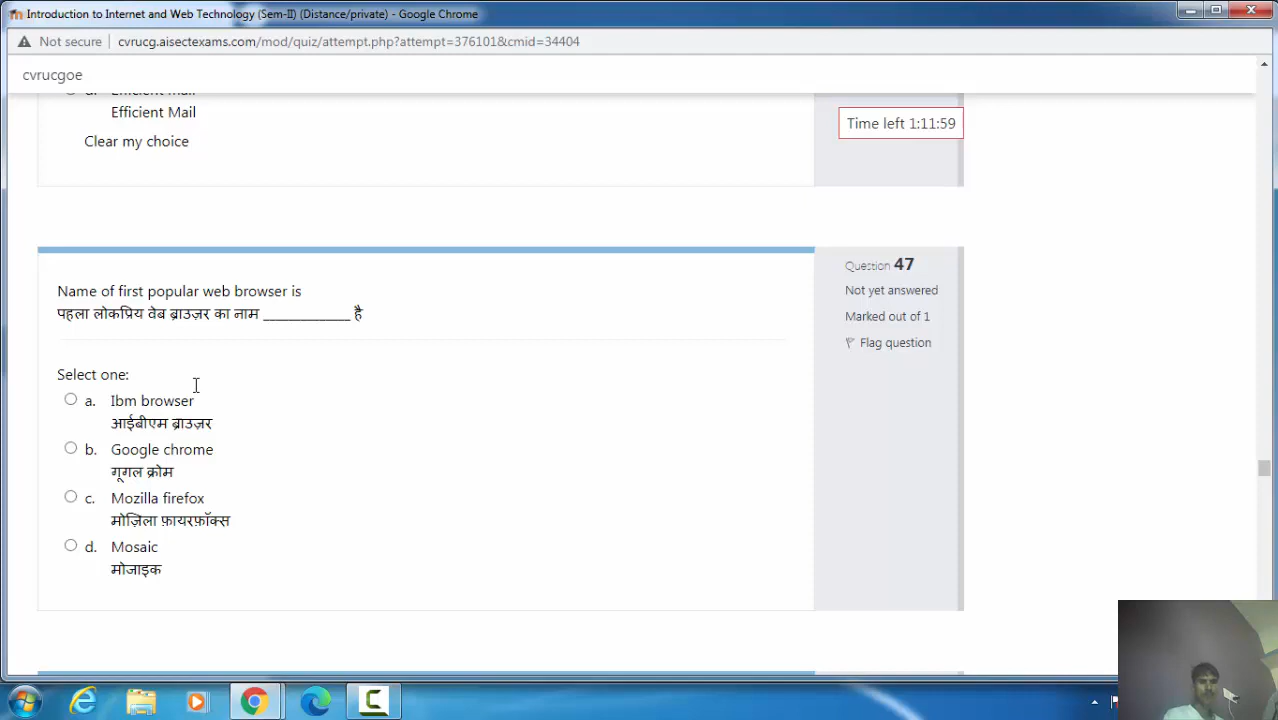 Introduction to Internet and Web Technology (Sem-II) (Distance/private) - Google Chrome
Not secure | cvrucg.aisectexams.com/mod/quiz/attempt.php?attempt=376101&cmid=34404
cvrucgoe
Efficient Mail
Clear my choice
Time left 1:11:59
Name of first popular web browser is
पहला लोकप्रिय वेब ब्राउज़र का नाम ______________ है
Question 47
Not yet answered
Marked out of 1
Flag question
Select one:
a. Ibm browser
आईबीएम ब्राउज़र
b. Google chrome
गूगल क्रोम
c. Mozilla firefox
मोज़िला फ़ायरफ़ॉक्स
d. Mosaic
मोजाइक